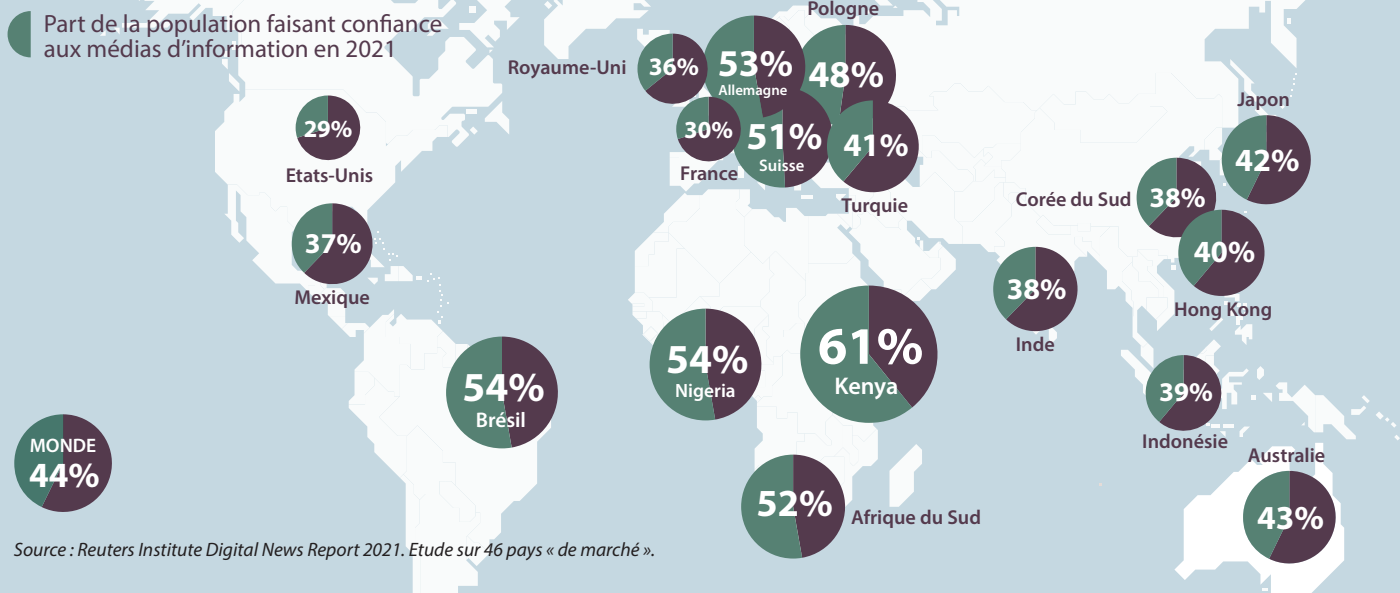 Part de la population faisant confiance
aux médias d’information en 2021
Pologne
Royaume-Uni
36%
53%
Allemagne
48%
Japon
29%
Etats-Unis
30%
France
51%
Suisse
41%
Turquie
42%
Corée du Sud
38%
37%
Mexique
40%
Hong Kong
38%
Inde
54%
Brésil
54%
Nigeria
61%
Kenya
39%
Indonésie
MONDE
44%
52%
Afrique du Sud
Australie
43%
Source : Reuters Institute Digital News Report 2021. Etude sur 46 pays « de marché ».